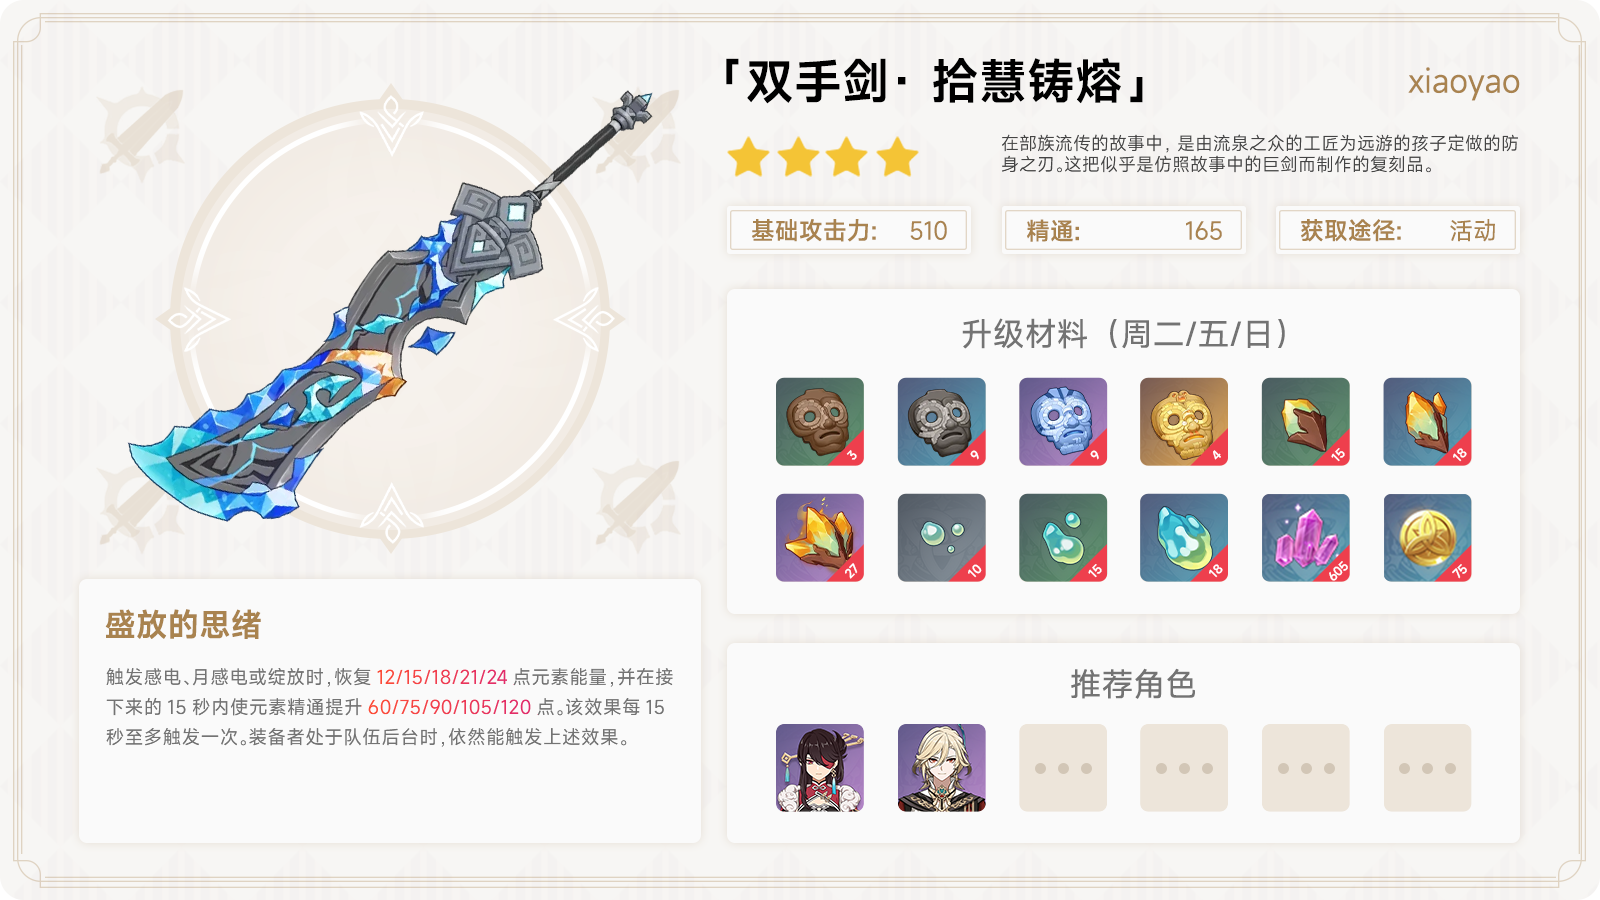 「双手剑· 拾慧铸熔」
xiaoyao
在部族流传的故事中, 是由流泉之众的工匠为远游的孩子定做的防
身之刃。这把似乎是仿照故事中的巨剑而制作的复刻品。
基础攻击力: 510
精通: 165
获取途径: 活动
升级材料（周二/五/日）
3
9
9
4
15
18
27
10
15
18
605
75
盛放的思绪
触发感电、月感电或绽放时,恢复 12/15/18/21/24 点元素能量,并在接
下来的 15 秒内使元素精通提升 60/75/90/105/120 点。该效果每 15
秒至多触发一次。装备者处于队伍后台时,依然能触发上述效果。
推荐角色